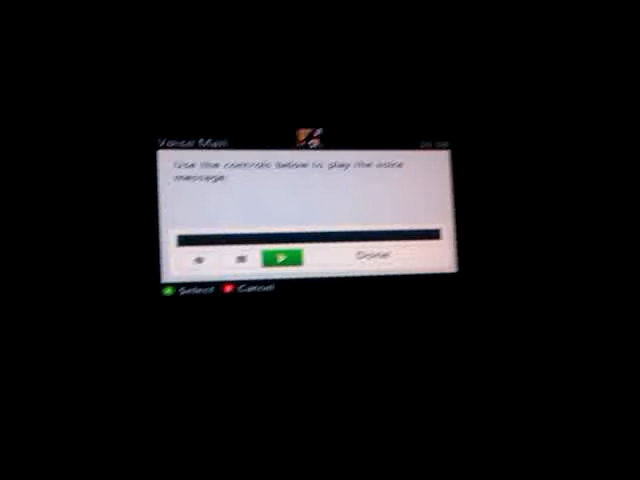 Voice Mail
Use the controls below to play the voice
message.
Done
Select Cancel